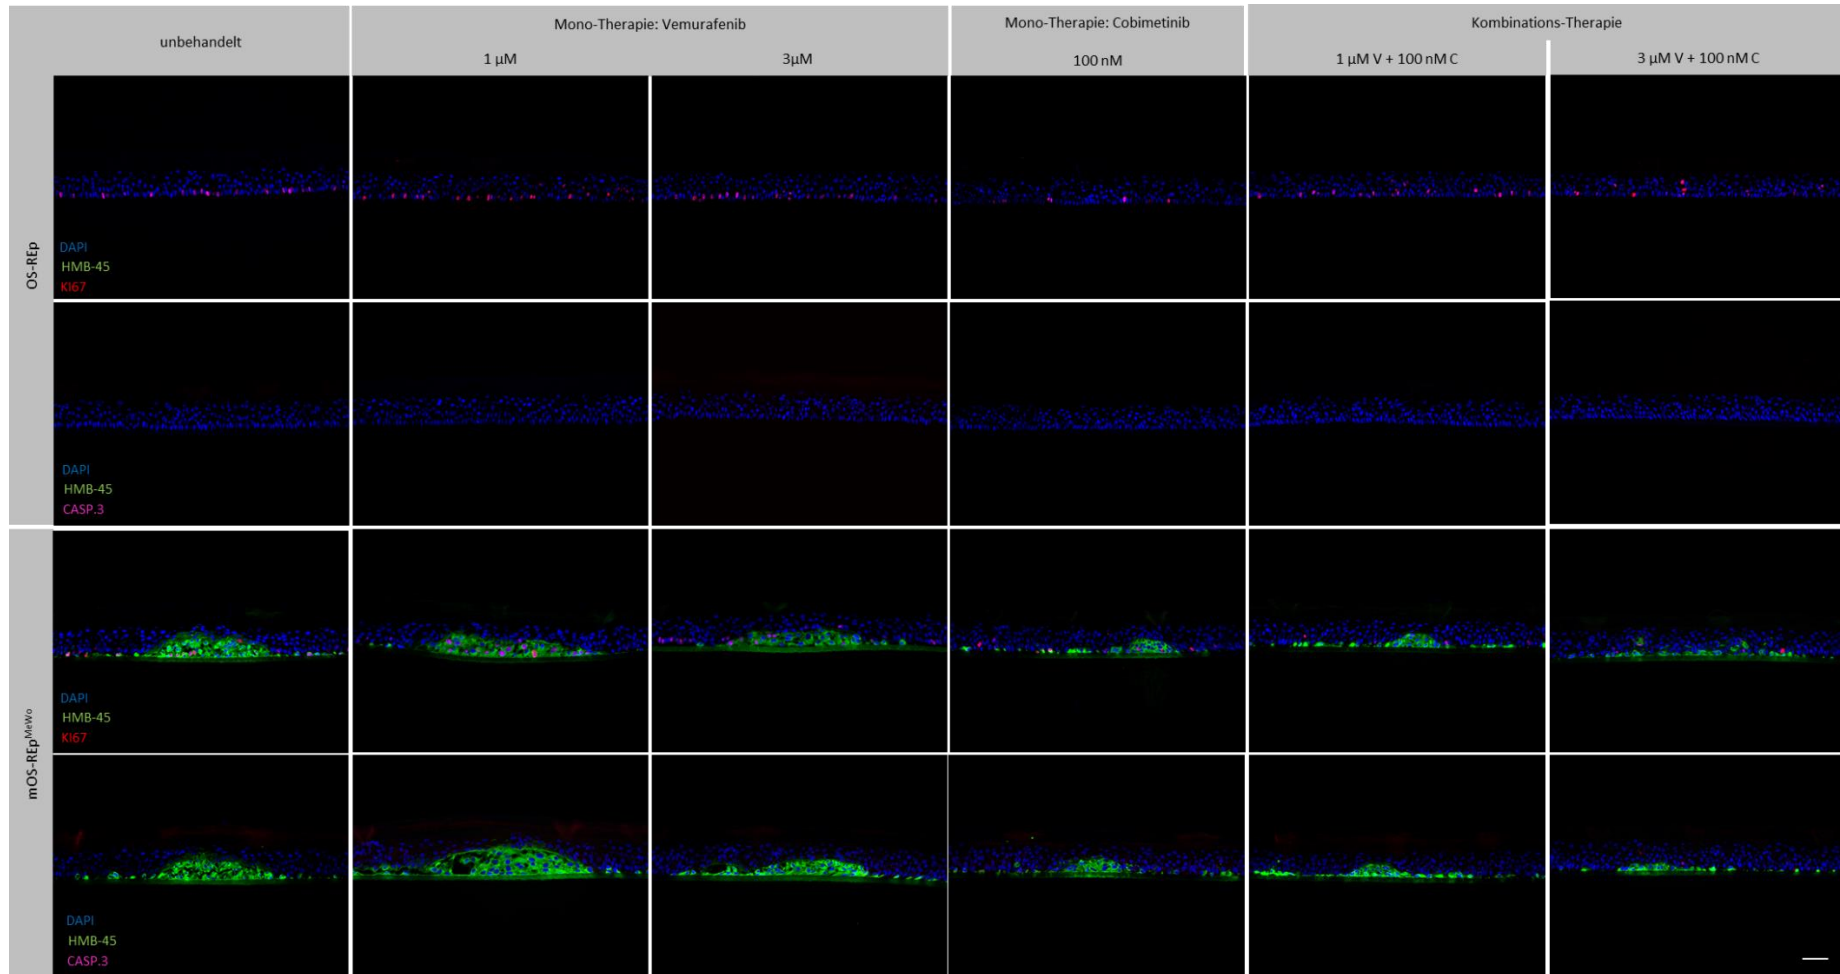 unbehandelt
Mono-Therapie: Vemurafenib
Mono-Therapie: Cobimetinib
Kombinations-Therapie
1 µM
3µM
100 nM
1 µM V + 100 nM C
3 µM V + 100 nM C
OS-REp
DAPI
HMB-45
KI67
DAPI
HMB-45
CASP.3
mOS-REpᴹᵉᵂᵒ
DAPI
HMB-45
KI67
DAPI
HMB-45
CASP.3